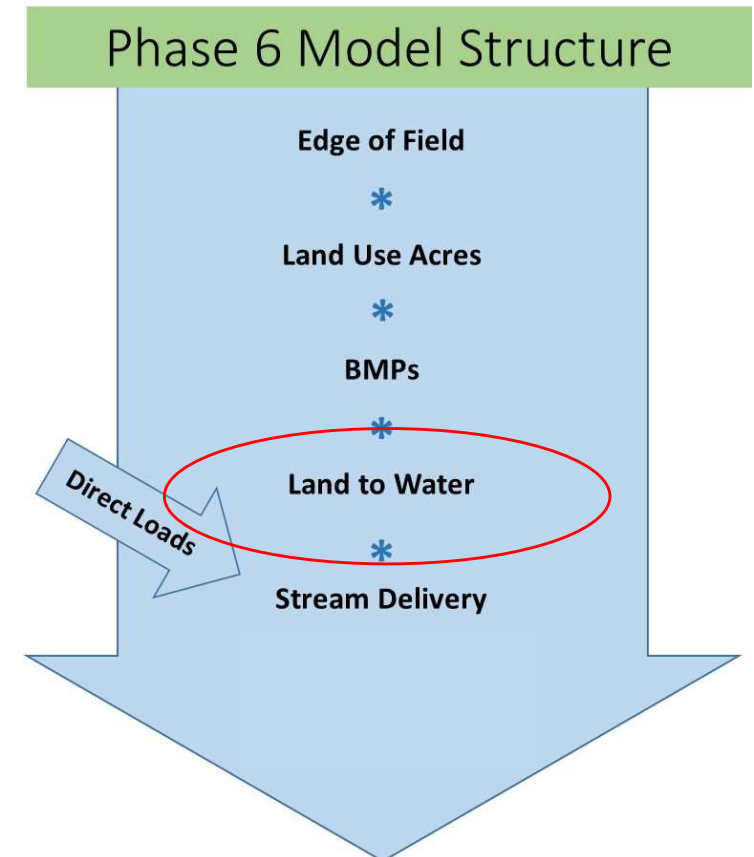 Phase 6 Model Structure
Edge of Field
*
Land Use Acres
*
BMPs
*
Land to Water
Direct Loads
*
Stream Delivery